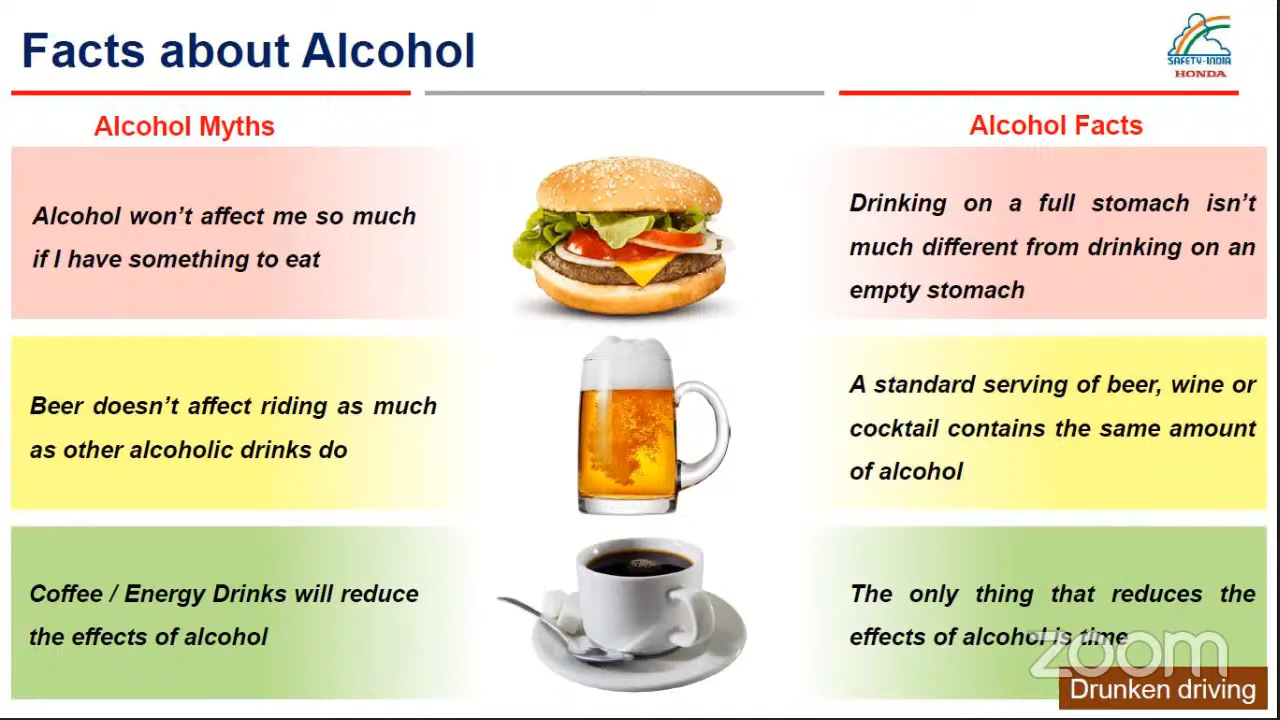 Facts about Alcohol
SAFETY-INDIA
HONDA
Alcohol Myths
Alcohol Facts
Alcohol won’t affect me so much
if I have something to eat
Drinking on a full stomach isn’t
much different from drinking on an
empty stomach
Beer doesn’t affect riding as much
as other alcoholic drinks do
A standard serving of beer, wine or
cocktail contains the same amount
of alcohol
Coffee / Energy Drinks will reduce
the effects of alcohol
The only thing that reduces the
effects of alcohol is time
zoom
Drunken driving